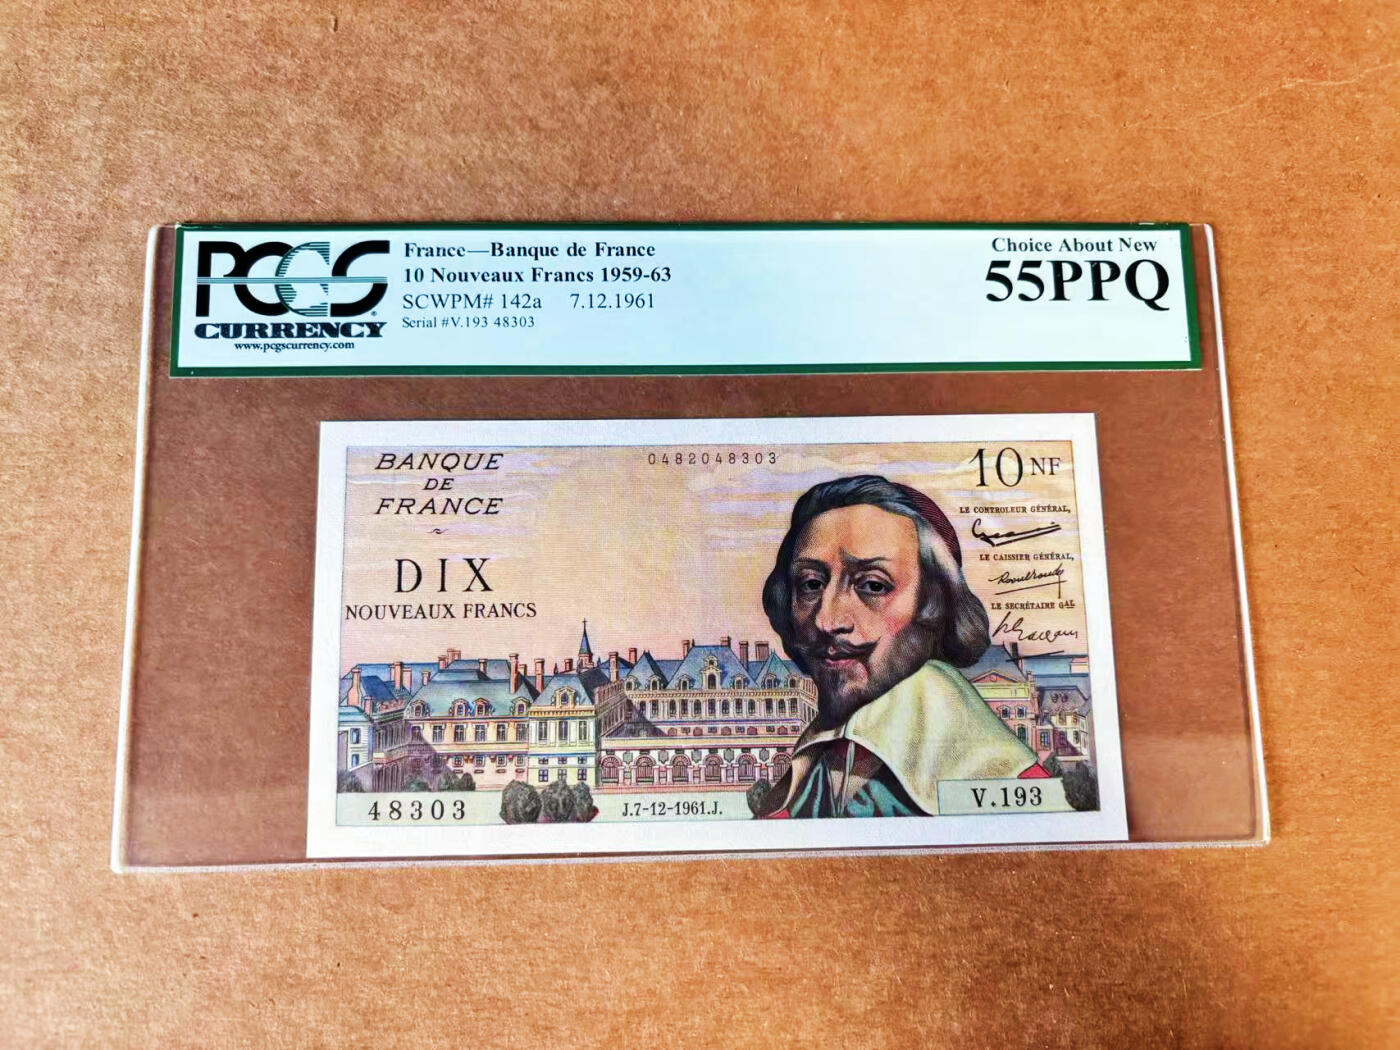 PCGS
CURRENCY
www.pcgscurrency.com
France—Banque de France
10 Nouveaux Francs 1959-63
SCWPM# 142a 7.12.1961
Serial #V.193 48303
Choice About New
55PPQ
BANQUE
DE
FRANCE
0482048303
10 NF
DIX
NOUVEAUX FRANCS
LE CONTROLEUR GÉNÉRAL,
LE CAISSIER GÉNÉRAL,
LE SECRÉTAIRE GAL
48303
J.7-12-1961.J.
V.193